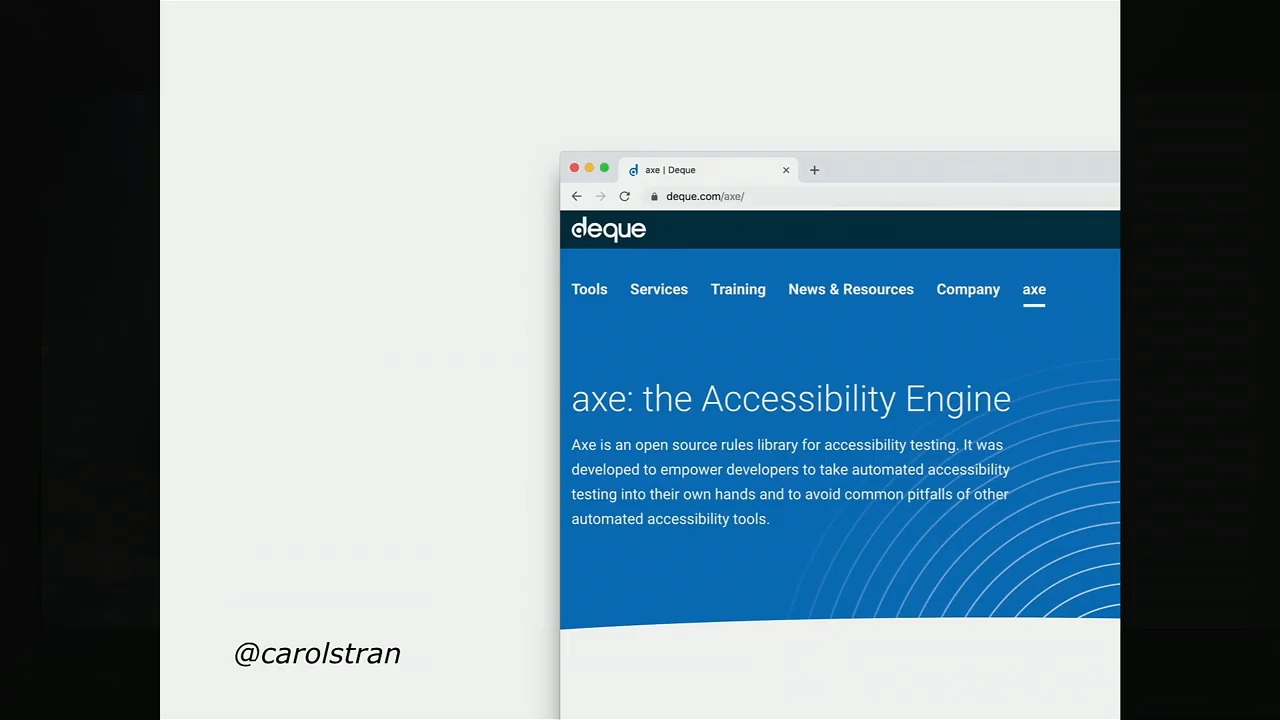 axe | Deque
deque.com/axe/
deque
Tools Services Training News & Resources Company axe
axe: the Accessibility Engine
Axe is an open source rules library for accessibility testing. It was
developed to empower developers to take automated accessibility
testing into their own hands and to avoid common pitfalls of other
automated accessibility tools.
@carolstran